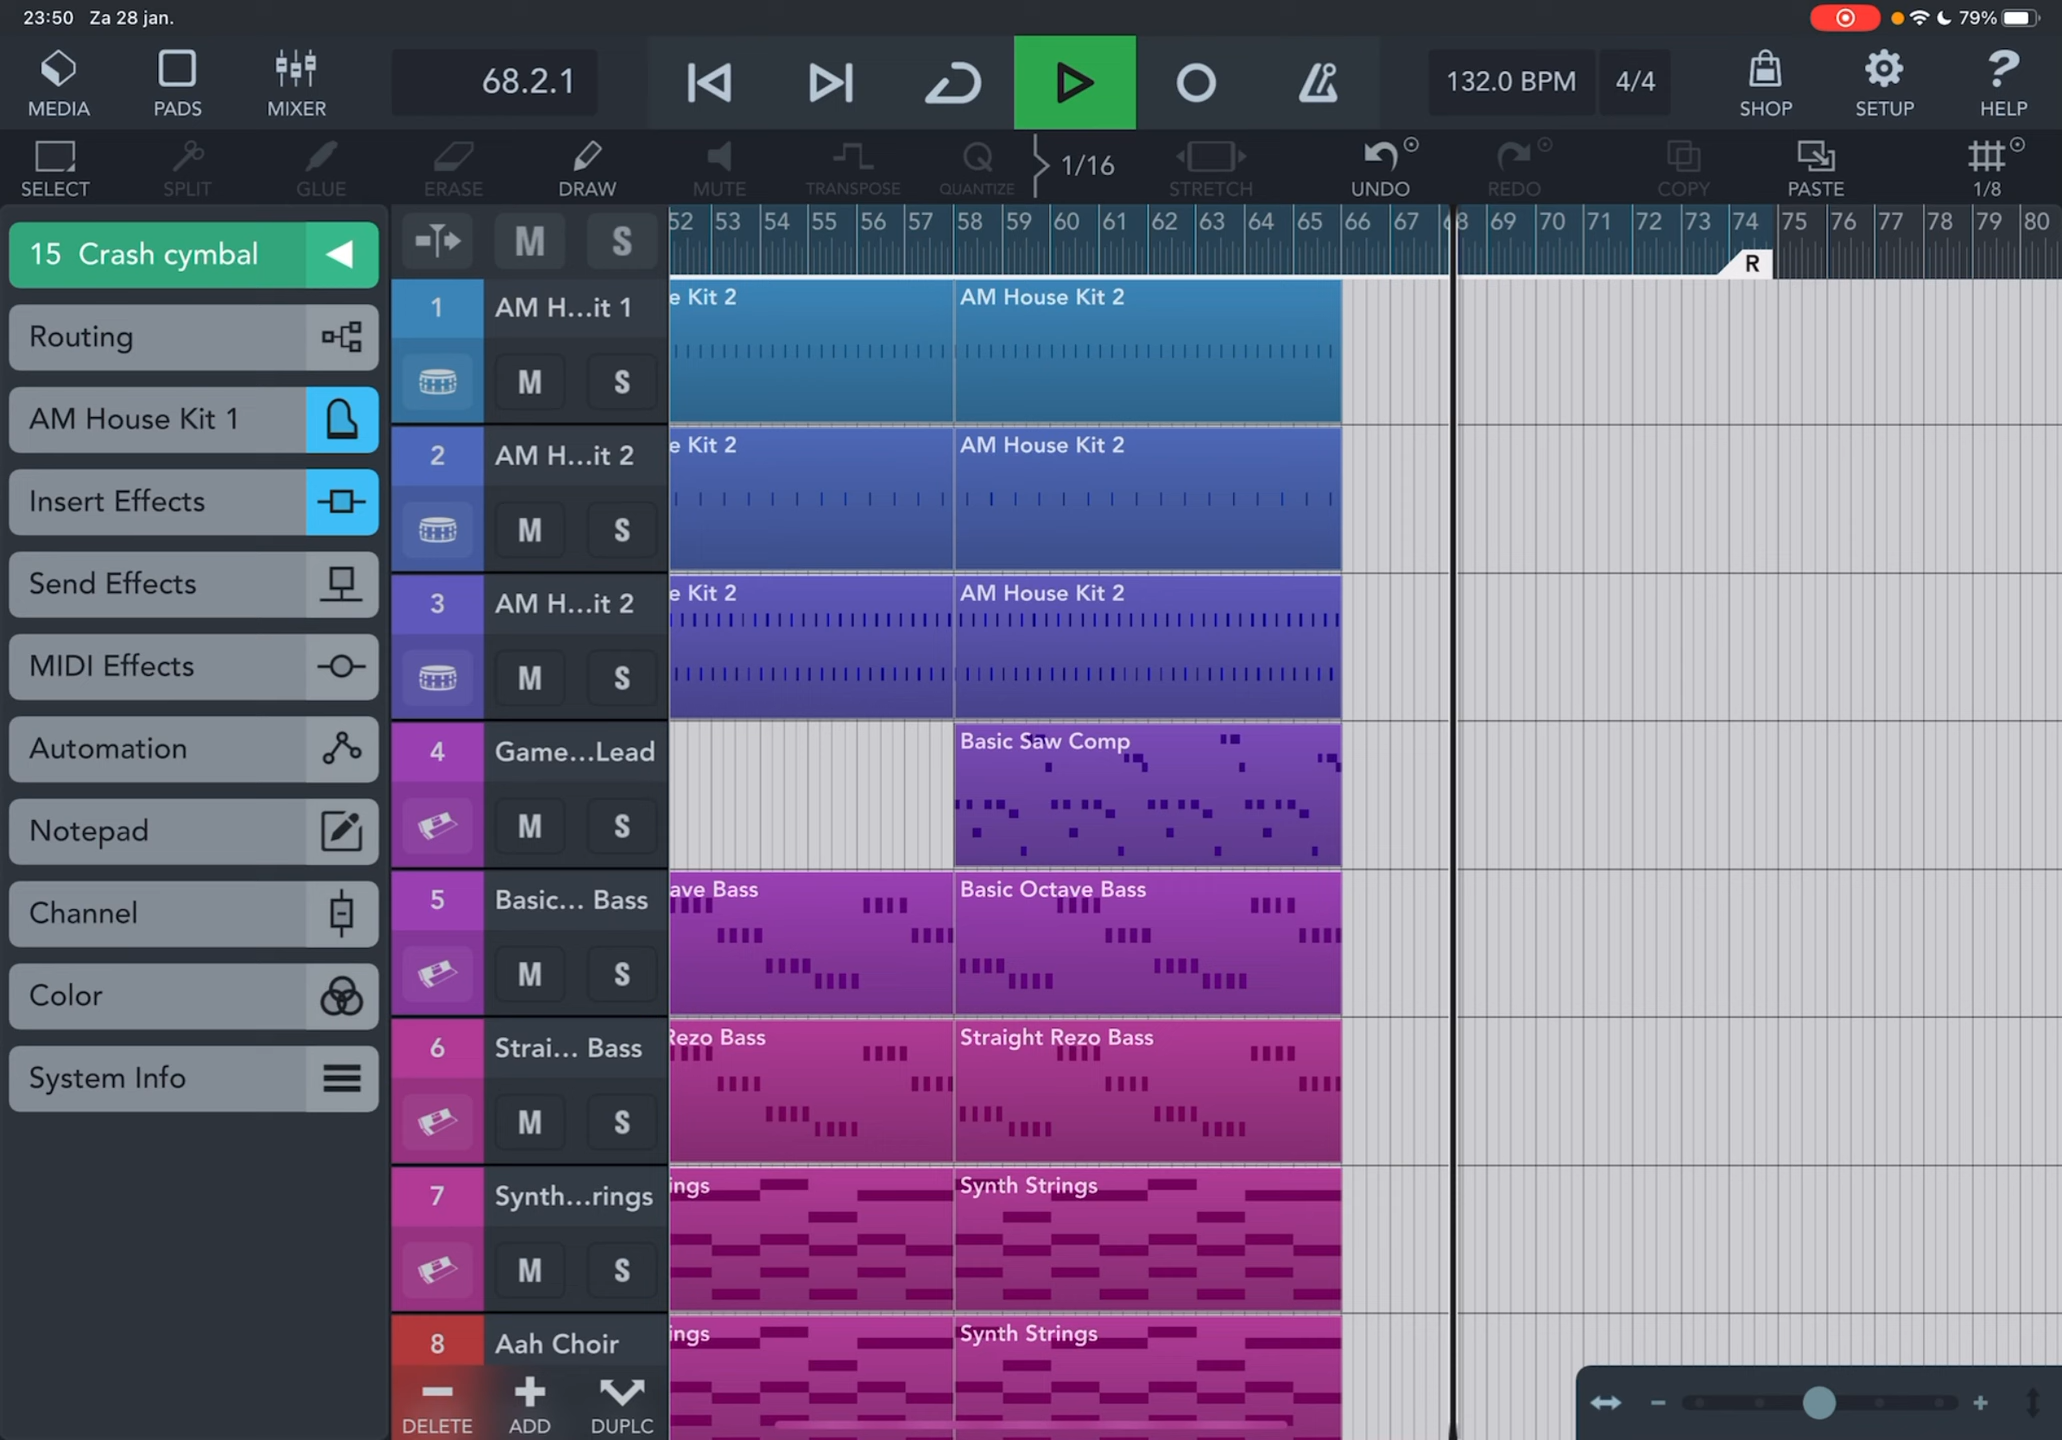 23:50 Za 28 jan.
79%
MEDIA PADS MIXER
68.2.1
132.0 BPM 4/4
SHOP SETUP HELP
SELECT SPLIT GLUE ERASE DRAW MUTE TRANSPOSE QUANTIZE 1/16 STRETCH UNDO REDO COPY PASTE 1/8
15 Crash cymbal
Routing
AM House Kit 1
Insert Effects
Send Effects
MIDI Effects
Automation
Notepad
Channel
Color
System Info
M S
52 53 54 55 56 57 58 59 60 61 62 63 64 65 66 67 68 69 70 71 72 73 74 75 76 77 78 79 80
R
1 AM H...it 1
M S
e Kit 2 AM House Kit 2
2 AM H...it 2
M S
e Kit 2 AM House Kit 2
3 AM H...it 2
M S
e Kit 2 AM House Kit 2
4 Game...Lead
M S
Basic Saw Comp
5 Basic... Bass
M S
ave Bass Basic Octave Bass
6 Strai... Bass
M S
Rezo Bass Straight Rezo Bass
7 Synth...rings
M S
ings Synth Strings
8 Aah Choir
ings Synth Strings
DELETE ADD DUPLC